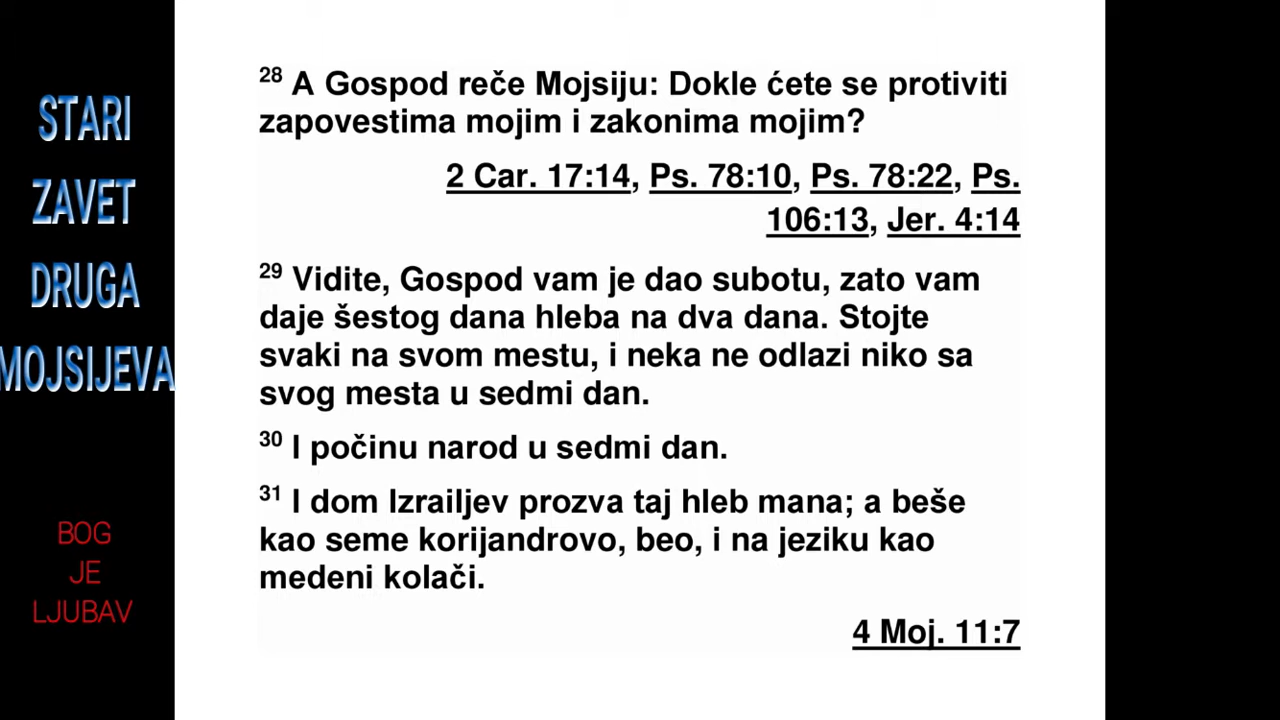 STARI
ZAVET
DRUGA
MOJSIJEVA
BOG
JE
LJUBAV
28 A Gospod reče Mojsiju: Dokle ćete se protiviti
zapovestima mojim i zakonima mojim?
2 Car. 17:14, Ps. 78:10, Ps. 78:22, Ps.
106:13, Jer. 4:14
29 Vidite, Gospod vam je dao subotu, zato vam
daje šestog dana hleba na dva dana. Stojte
svaki na svom mestu, i neka ne odlazi niko sa
svog mesta u sedmi dan.
30 I počinu narod u sedmi dan.
31 I dom Izrailjev prozva taj hleb mana; a beše
kao seme korijandrovo, beo, i na jeziku kao
medeni kolači.
4 Moj. 11:7